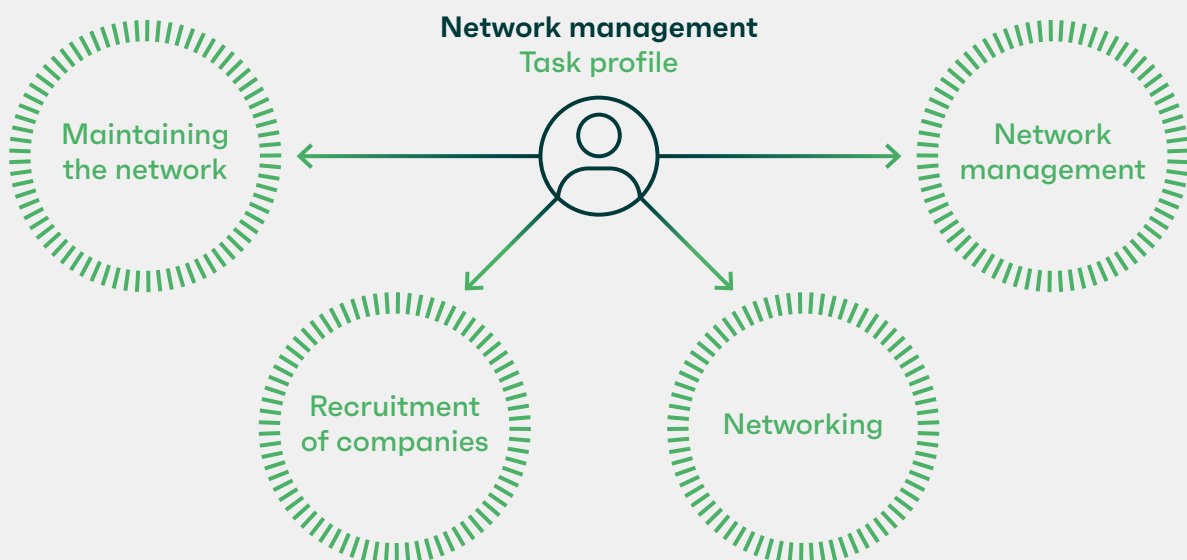 Network management
Task profile
Maintaining
the network
Network
management
Recruitment
of companies
Networking